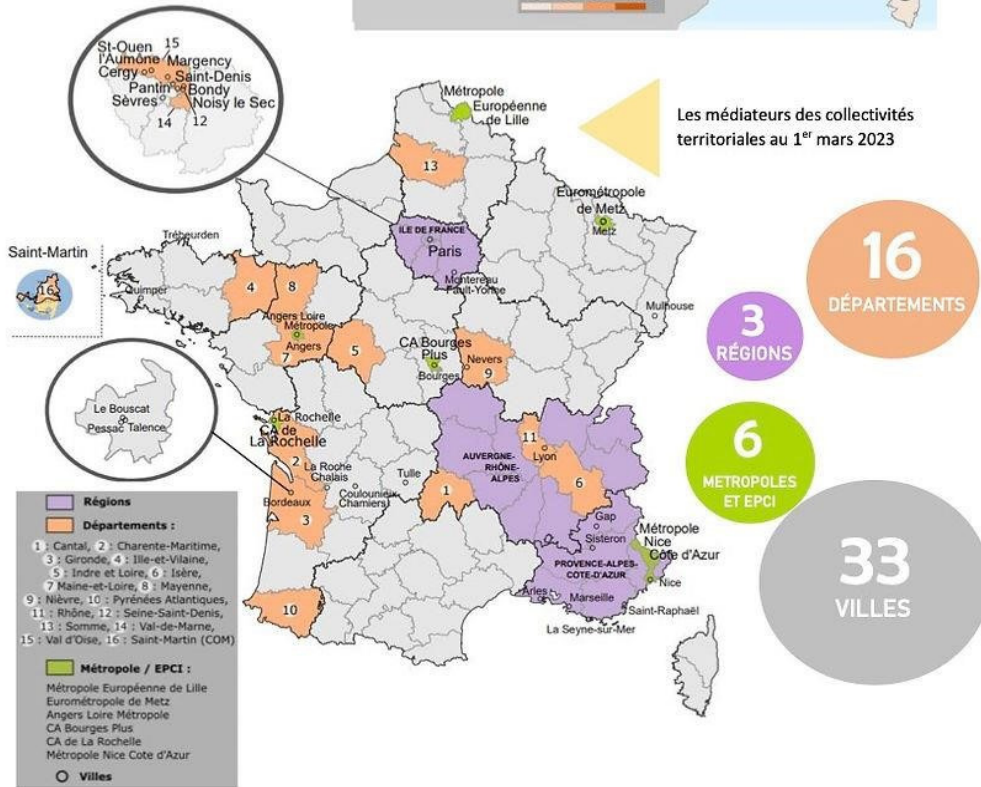 15
St-Ouen
l'Aumône
Margency
Cergy
Saint-Denis
Pantin
Bondy
Sèvres
Noisy le Sec
14
12
Métropole
Européenne
de Lille
Les médiateurs des collectivités
territoriales au 1er mars 2023
13
Eurométropole
de Metz
Metz
16
DÉPARTEMENTS
Saint-Martin
16
Trébeurden
Quimper
ILE DE FRANCE
Paris
Montereau
Fault-Yonne
4
8
Mulhouse
3
RÉGIONS
Angers Loire
Métropole
Angers
7
5
CA Bourges
Plus
Bourges
Nevers
9
Le Bouscat
Pessac
Talence
La Rochelle
CA de
La Rochelle
2
La Roche
Chalais
Coulounieix
Chamiers
Tulle
Bordeaux
3
1
AUVERGNE-
RHÔNE-
ALPES
11
Lyon
6
6
METROPOLES
ET EPCI
Gap
Sisteron
Métropole
Nice
Côte d'Azur
PROVENCE-ALPES-
COTE-D'AZUR
Nice
Arles
Marseille
Saint-Raphaël
La Seyne-sur-Mer
10
33
VILLES
Régions
Départements :
1 : Cantal, 2 : Charente-Maritime,
3 : Gironde, 4 : Ille-et-Vilaine,
5 : Indre et Loire, 6 : Isère,
7 Maine-et-Loire, 8 : Mayenne,
9 : Nièvre, 10 : Pyrénées Atlantiques,
11 : Rhône, 12 : Seine-Saint-Denis,
13 : Somme, 14 : Val-de-Marne,
15 : Val d'Oise, 16 : Saint-Martin (COM)
Métropole / EPCI :
Métropole Européenne de Lille
Eurométropole de Metz
Angers Loire Métropole
CA Bourges Plus
CA de La Rochelle
Métropole Nice Cote d'Azur
Villes